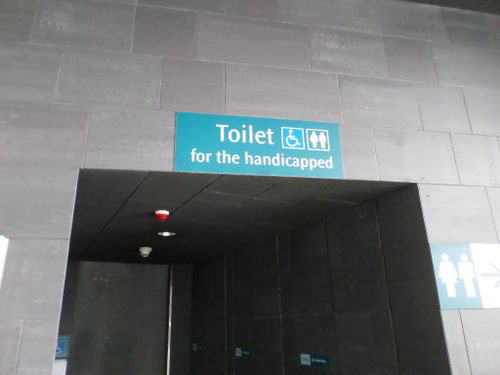 Toilet
for the handicapped